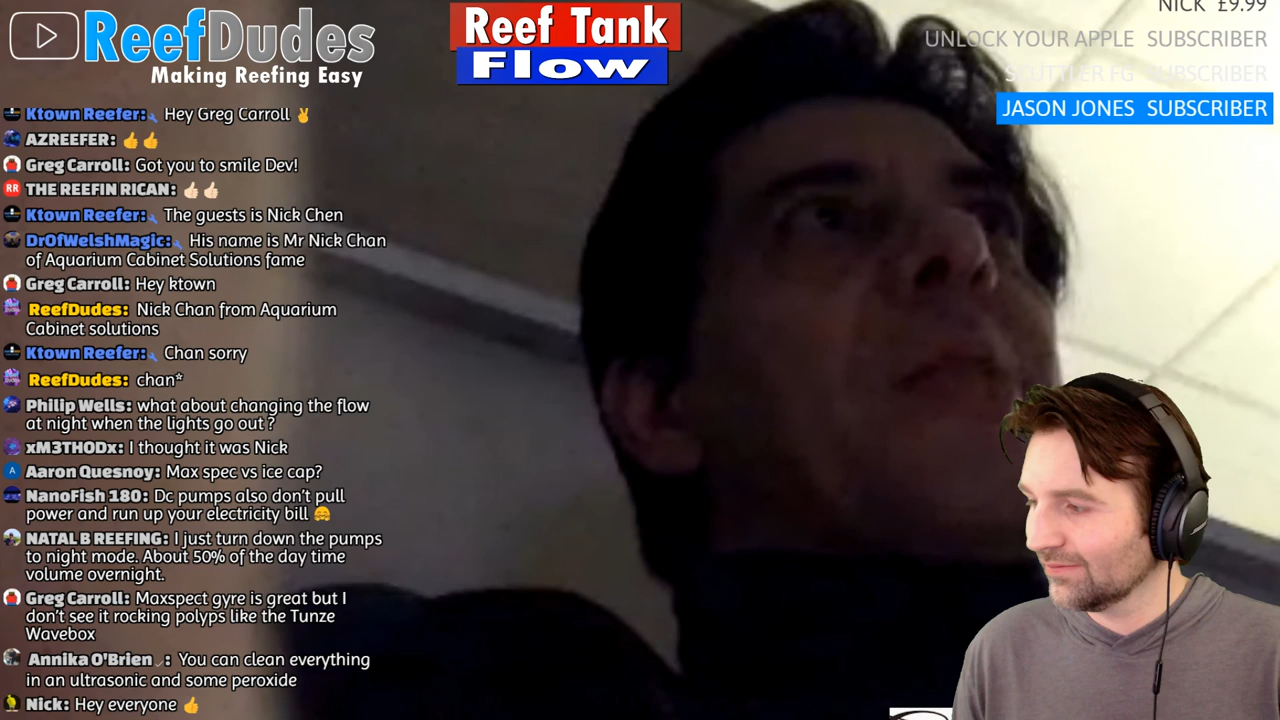 ReefDudes
Making Reefing Easy
Reef Tank
Flow
NICK £9.99
UNLOCK YOUR APPLE SUBSCRIBER
SCUTTLER FG SUBSCRIBER
JASON JONES SUBSCRIBER
Ktown Reefer: Hey Greg Carroll ✌
AZREEFER: 👍👍
Greg Carroll: Got you to smile Dev!
RR THE REEFIN RICAN: 👍🏻👍🏻
Ktown Reefer: The guests is Nick Chen
DrOfWelshMagic: His name is Mr Nick Chan
of Aquarium Cabinet Solutions fame
Greg Carroll: Hey ktown
ReefDudes: Nick Chan from Aquarium
Cabinet solutions
Ktown Reefer: Chan sorry
ReefDudes: chan*
Philip Wells: what about changing the flow
at night when the lights go out ?
xM3THODx: I thought it was Nick
A Aaron Quesnoy: Max spec vs ice cap?
NanoFish 180: Dc pumps also don't pull
power and run up your electricity bill 🤗
NATAL B REEFING: I just turn down the pumps
to night mode. About 50% of the day time
volume overnight.
Greg Carroll: Maxspect gyre is great but I
don't see it rocking polyps like the Tunze
Wavebox
Annika O'Brien : You can clean everything
in an ultrasonic and some peroxide
Nick: Hey everyone 👍